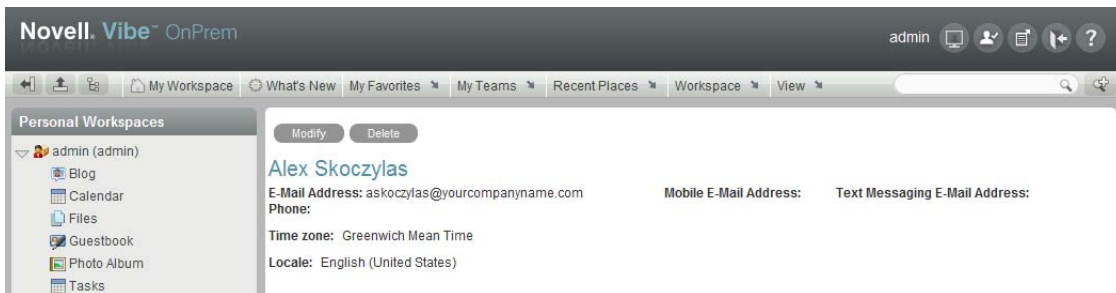 Novell. Vibe™ OnPrem
admin ?
My Workspace What's New My Favorites My Teams Recent Places Workspace View
Personal Workspaces
admin (admin)
Blog
Calendar
Files
Guestbook
Photo Album
Tasks
Modify Delete
Alex Skoczylas
E-Mail Address: askoczylas@yourcompanyname.com Mobile E-Mail Address: Text Messaging E-Mail Address:
Phone:
Time zone: Greenwich Mean Time
Locale: English (United States)